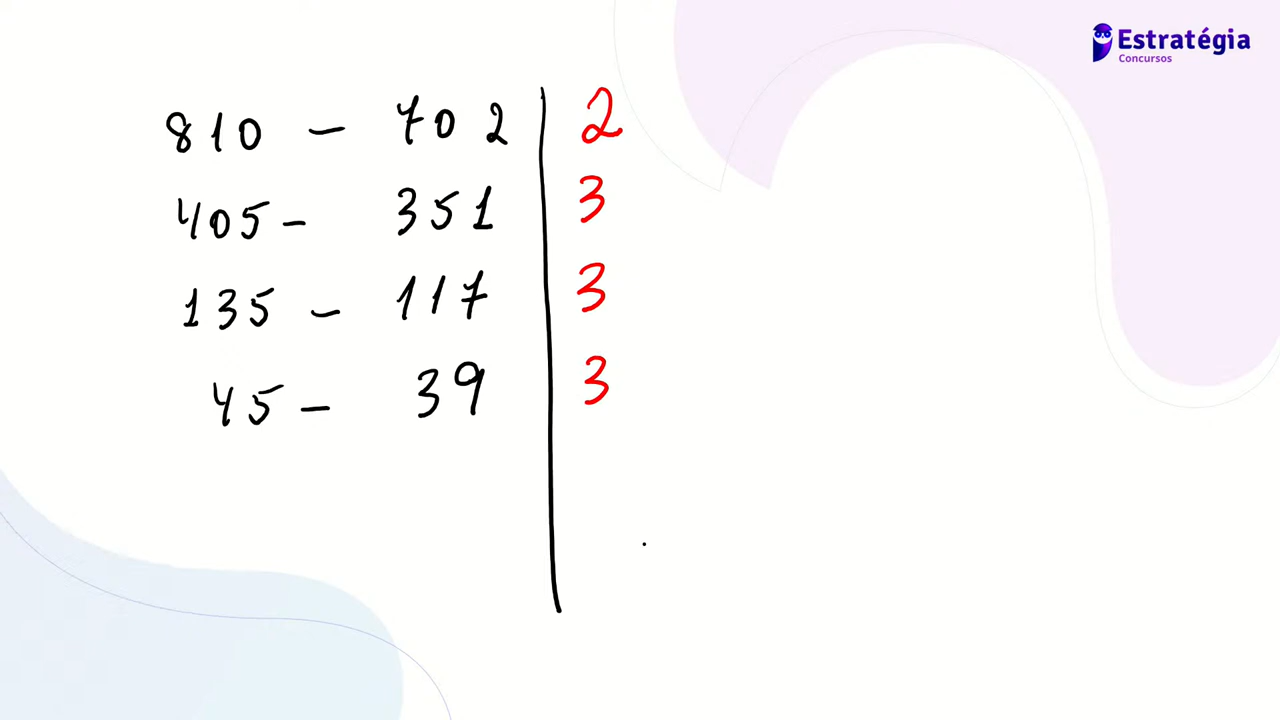 Estratégia
Concursos
810 - 702 | 2
405 - 351 | 3
135 - 117 | 3
45 - 39 | 3